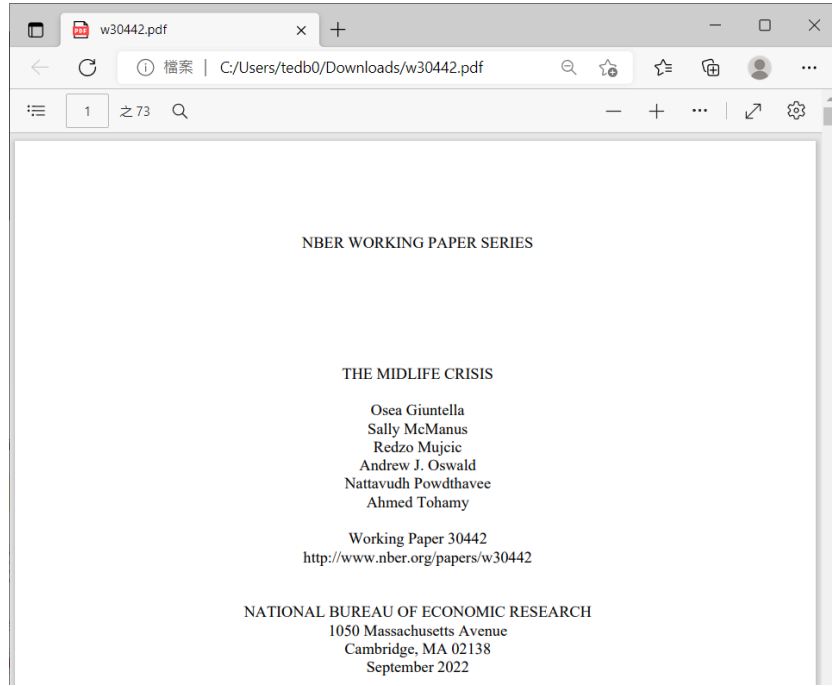 w30442.pdf
檔案 | C:/Users/tedb0/Downloads/w30442.pdf
1 之 73
NBER WORKING PAPER SERIES
THE MIDLIFE CRISIS
Osea Giuntella
Sally McManus
Redzo Mujcic
Andrew J. Oswald
Nattavudh Powdthavee
Ahmed Tohamy
Working Paper 30442
http://www.nber.org/papers/w30442
NATIONAL BUREAU OF ECONOMIC RESEARCH
1050 Massachusetts Avenue
Cambridge, MA 02138
September 2022